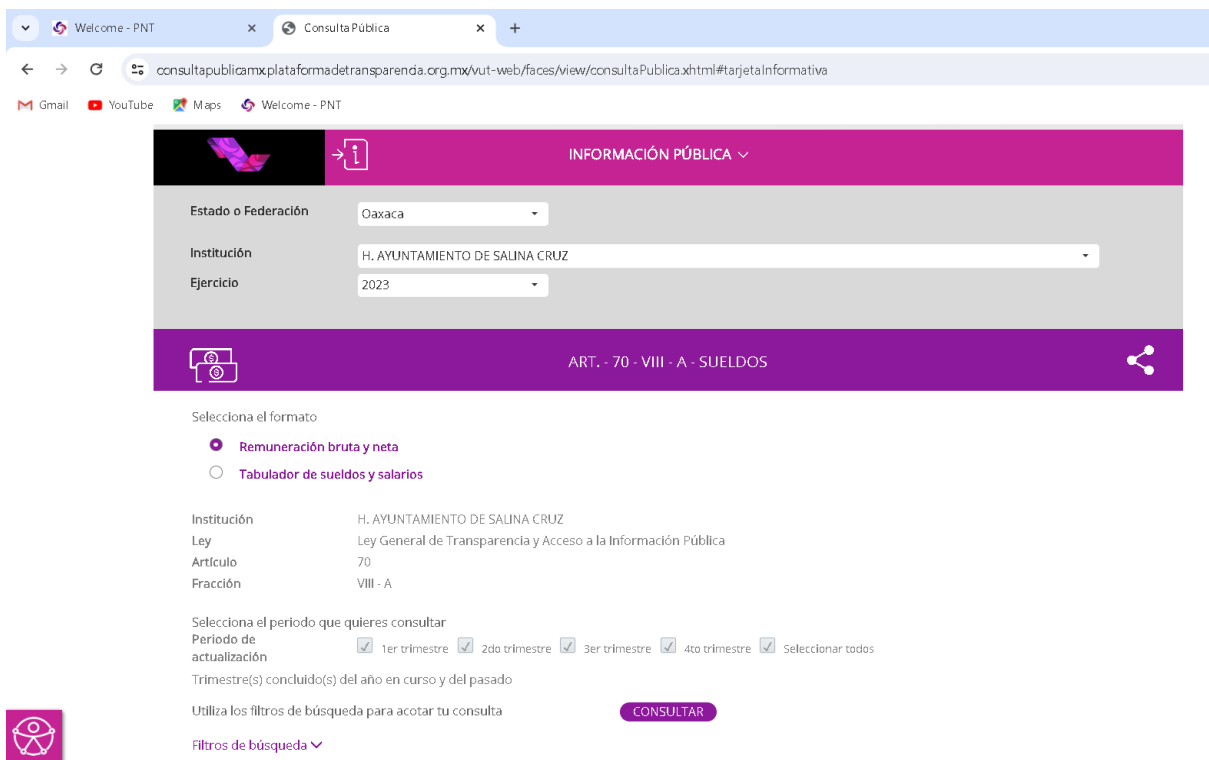 Welcome - PNT
Consulta Pública
consultapublicamx.plataformadetransparencia.org.mx/vut-web/faces/view/consultaPublica.xhtml#tarjetaInformativa
Gmail YouTube Maps Welcome - PNT
INFORMACIÓN PÚBLICA
Estado o Federación Oaxaca
Institución H. AYUNTAMIENTO DE SALINA CRUZ
Ejercicio 2023
ART. - 70 - VIII - A - SUELDOS
Selecciona el formato
Remuneración bruta y neta
Tabulador de sueldos y salarios
Institución H. AYUNTAMIENTO DE SALINA CRUZ
Ley Ley General de Transparencia y Acceso a la Información Pública
Artículo 70
Fracción VIII - A
Selecciona el periodo que quieres consultar
Periodo de
actualización 1er trimestre 2do trimestre 3er trimestre 4to trimestre Seleccionar todos
Trimestre(s) concluido(s) del año en curso y del pasado
Utiliza los filtros de búsqueda para acotar tu consulta CONSULTAR
Filtros de búsqueda